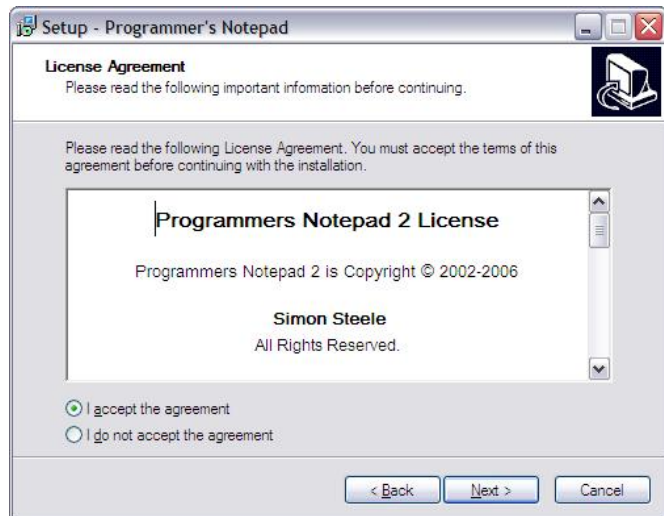 Setup - Programmer's Notepad
License Agreement
Please read the following important information before continuing.
Please read the following License Agreement. You must accept the terms of this
agreement before continuing with the installation.
Programmers Notepad 2 License
Programmers Notepad 2 is Copyright © 2002-2006
Simon Steele
All Rights Reserved.
I accept the agreement
I do not accept the agreement
< Back Next > Cancel